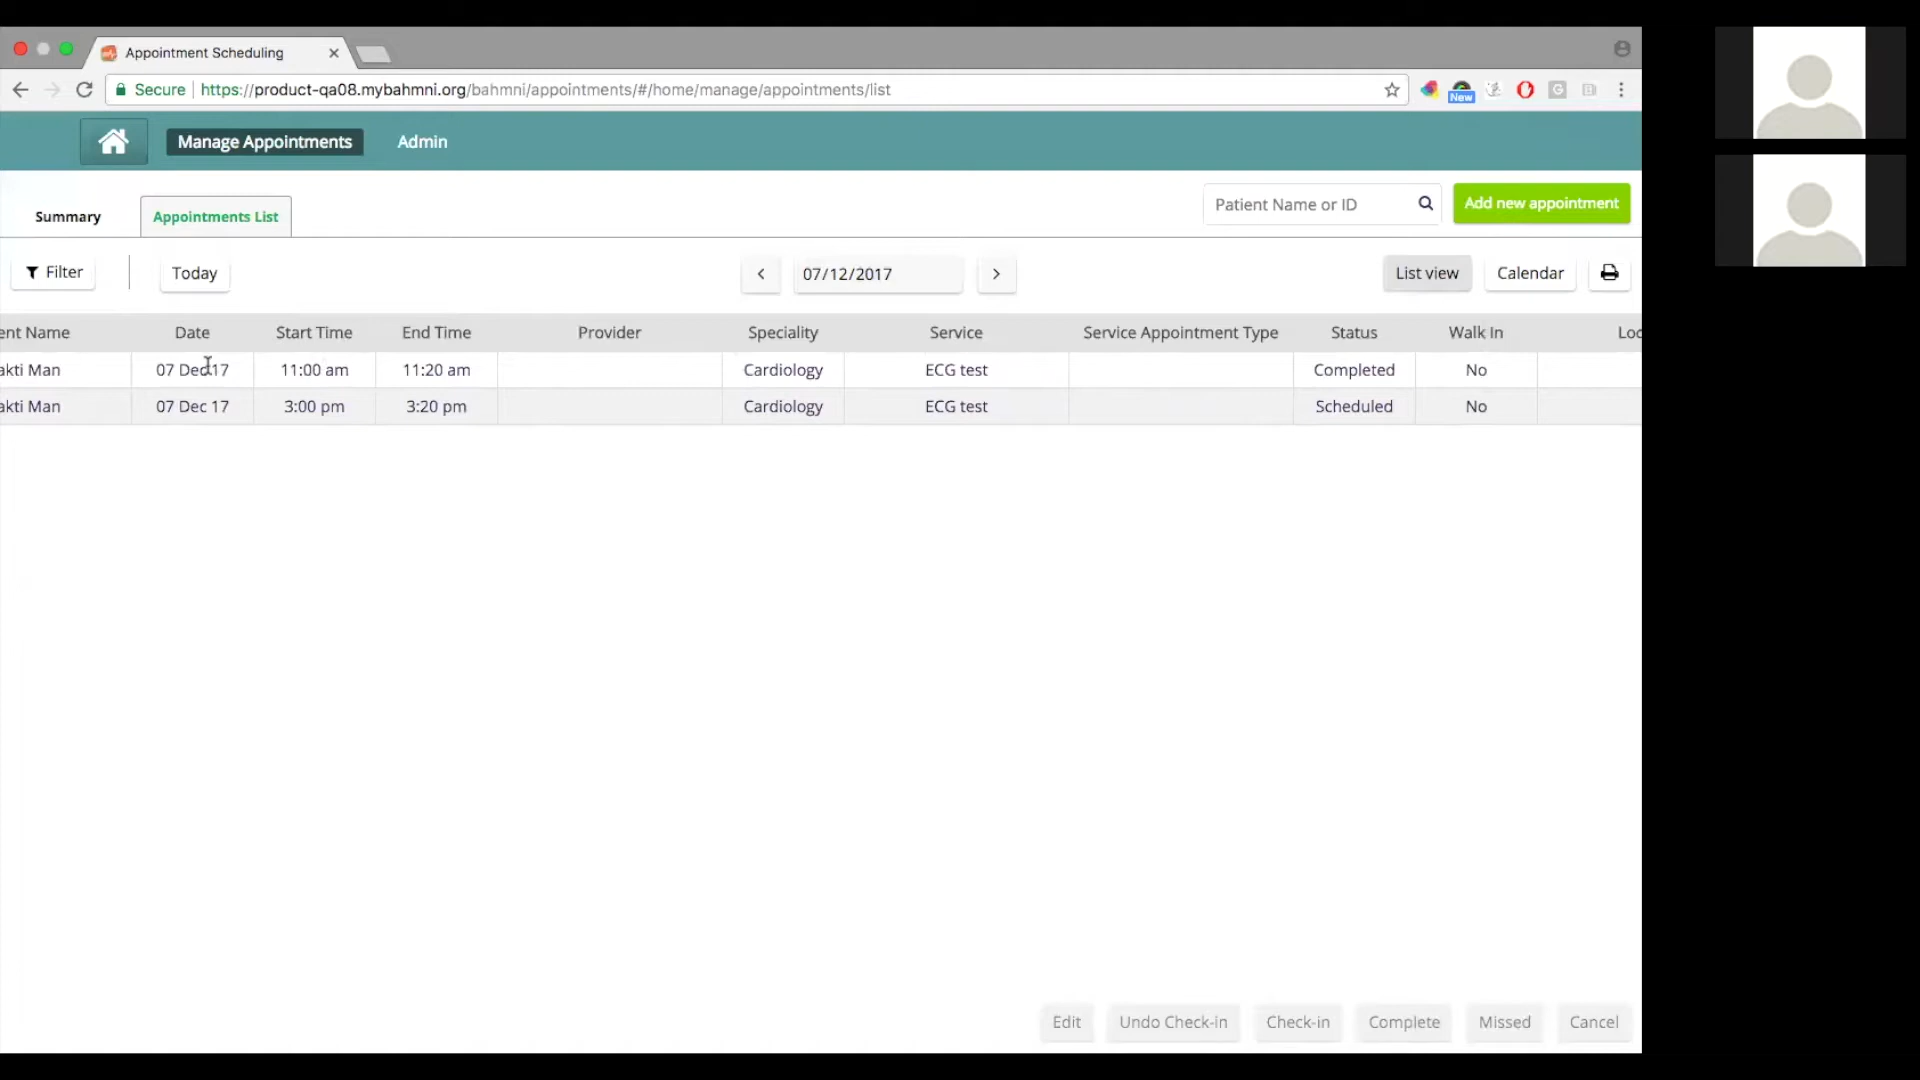 Appointment Scheduling
Secure https://product-qa08.mybahmni.org/bahmni/appointments/#/home/manage/appointments/list
New
Manage Appointments Admin
Summary Appointments List Patient Name or ID Add new appointment
Filter Today 07/12/2017 List view Calendar
ent Name Date Start Time End Time Provider Speciality Service Service Appointment Type Status Walk In Loc
akti Man 07 Dec 17 11:00 am 11:20 am Cardiology ECG test Completed No
akti Man 07 Dec 17 3:00 pm 3:20 pm Cardiology ECG test Scheduled No
Edit Undo Check-in Check-in Complete Missed Cancel